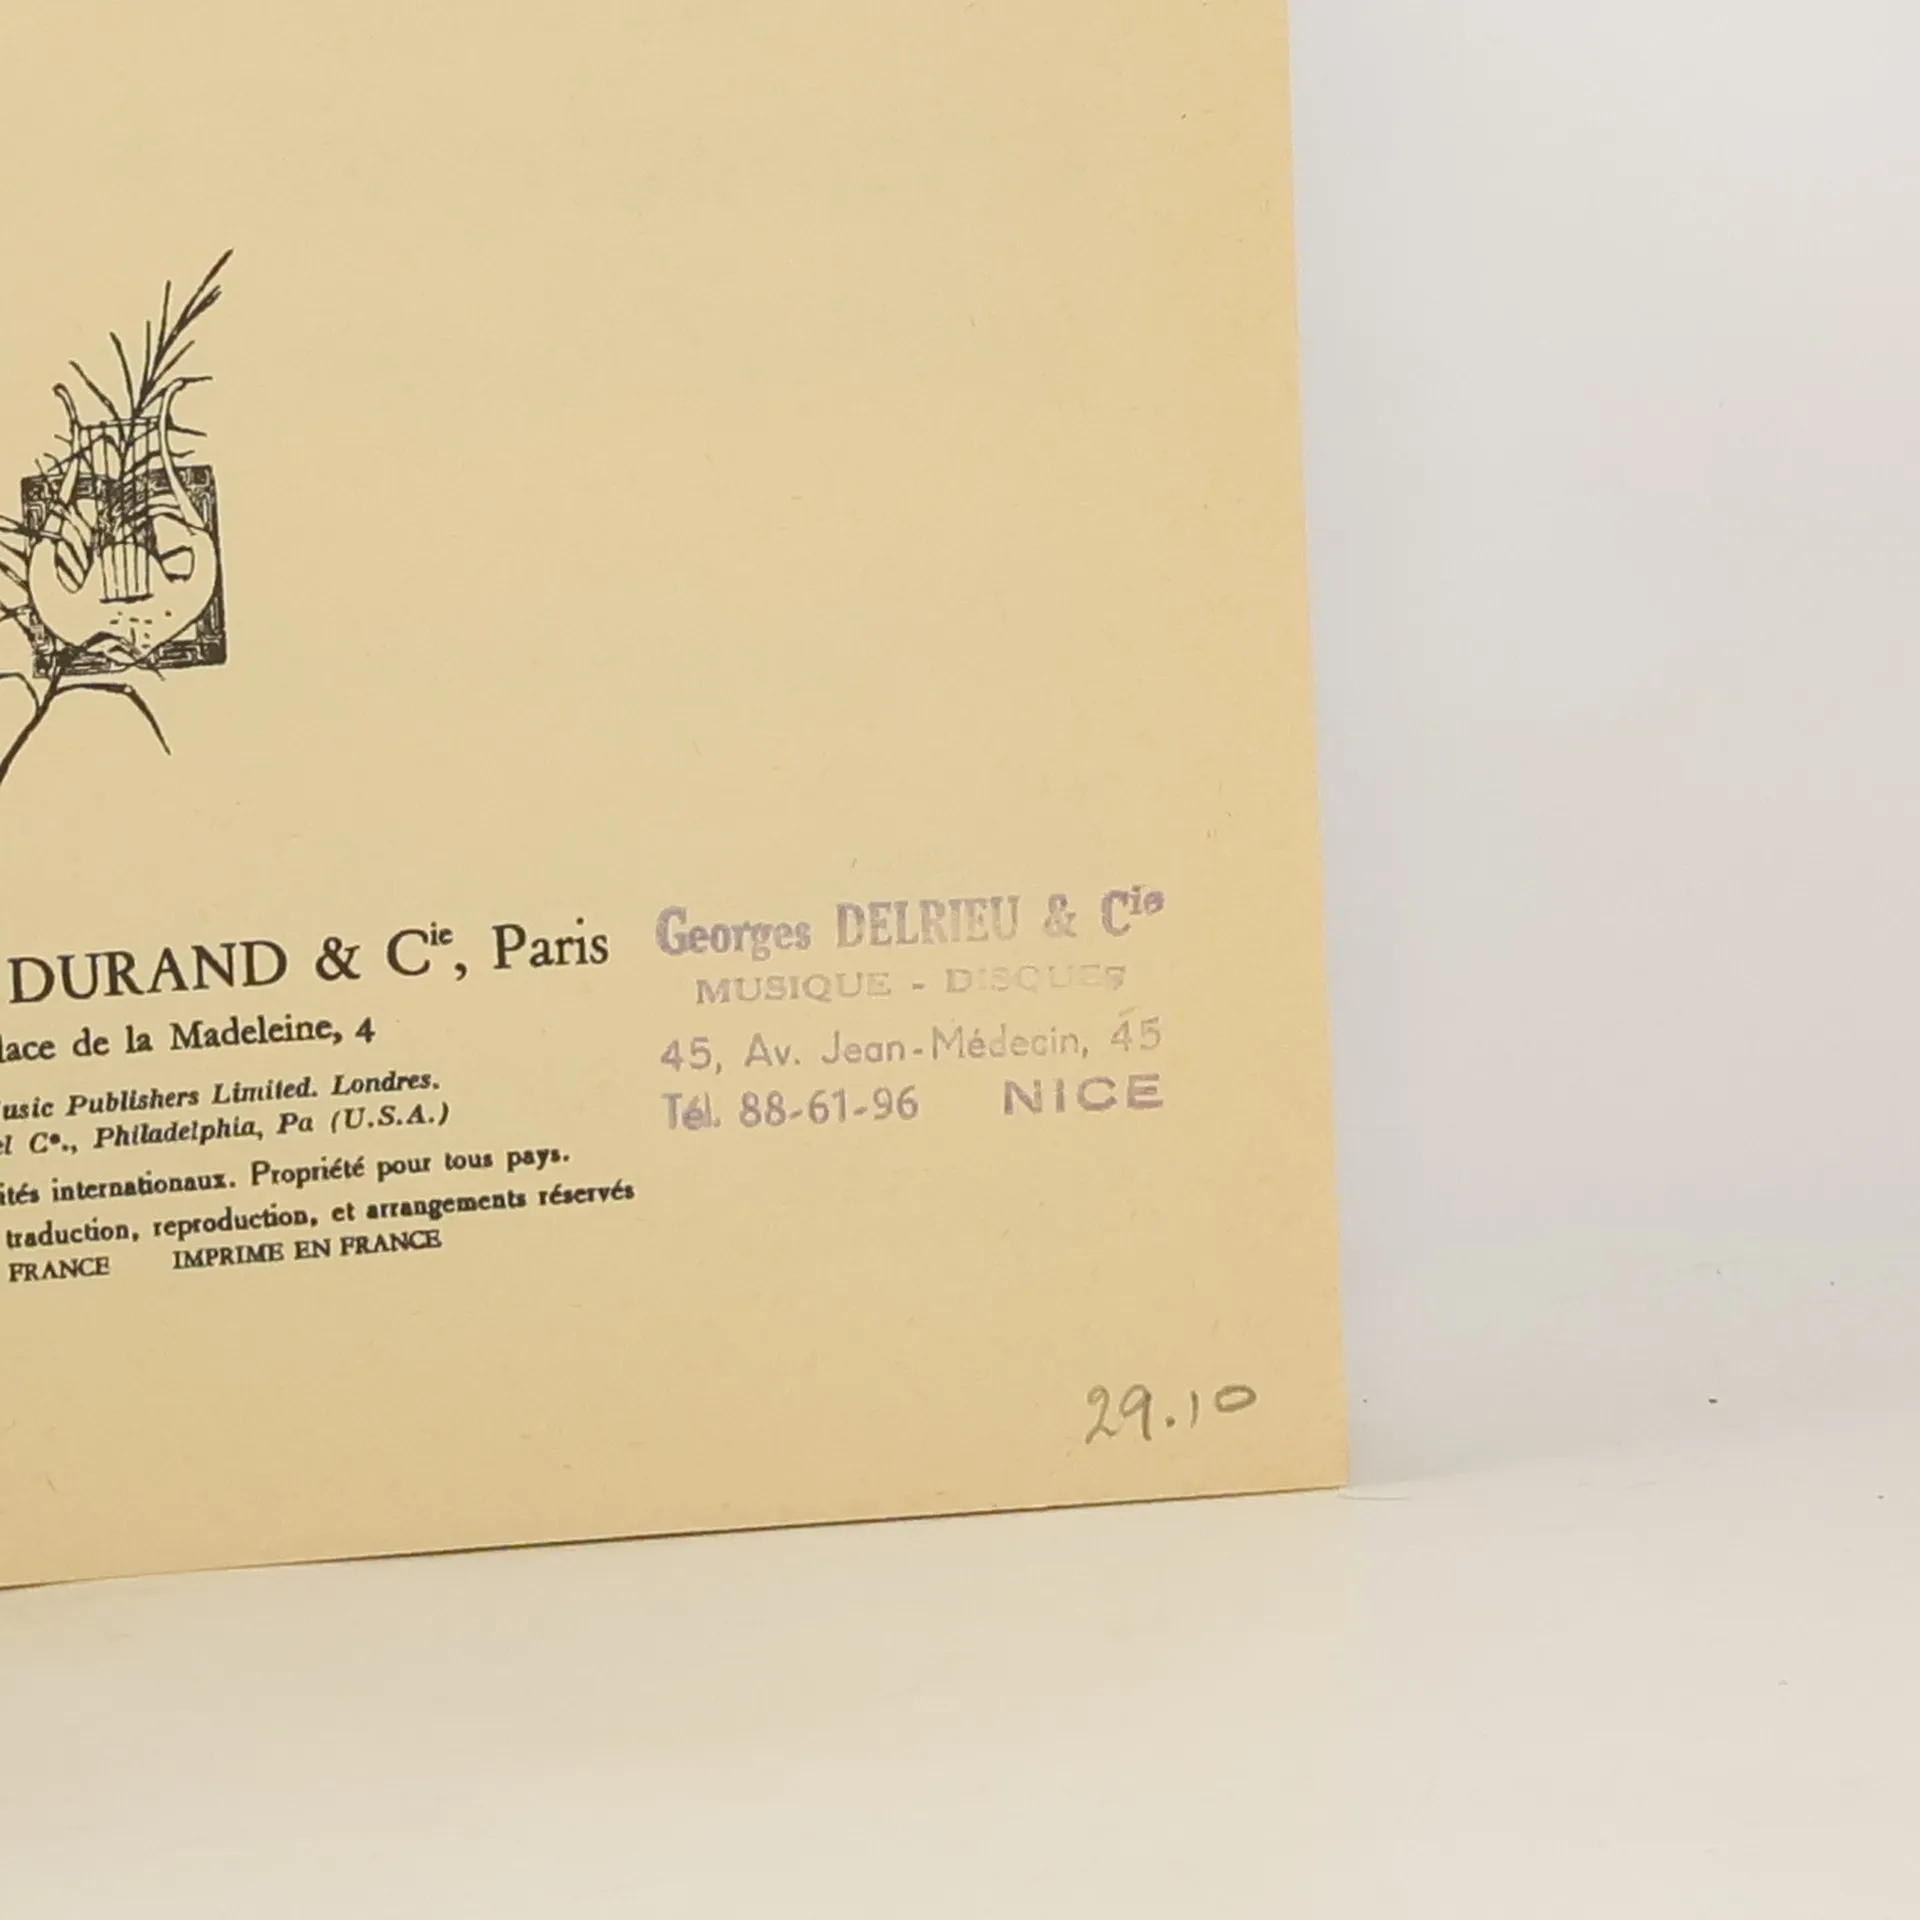 DURAND & Cie, Paris
lace de la Madeleine, 4
usic Publishers Limited. Londres.
el Co., Philadelphia, Pa (U.S.A.)
ités internationaux. Propriété pour tous pays.
traduction, reproduction, et arrangements réservés
FRANCE IMPRIME EN FRANCE
Georges DELRIEU & Cie
MUSIQUE - DISQUES
45, Av. Jean-Médecin, 45
Tél. 88-61-96 NICE
29.10